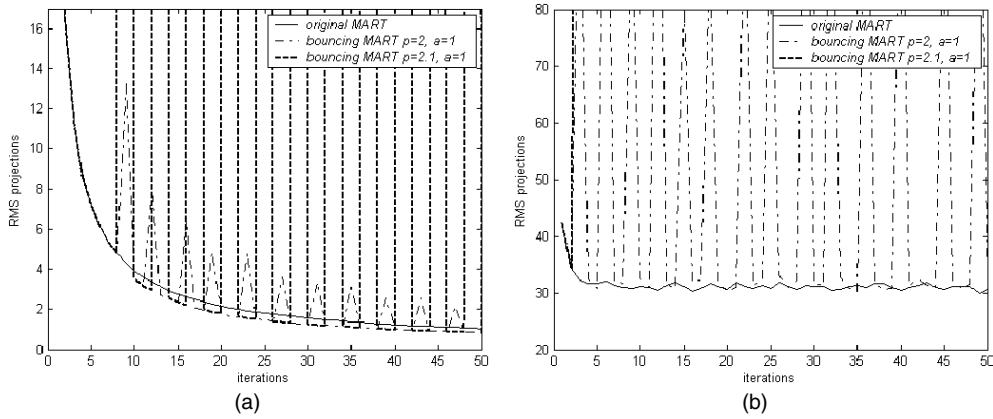 original MART
bouncing MART p=2, a=1
bouncing MART p=2.1, a=1
RMS projections
16
14
12
10
8
6
4
2
0
0 5 10 15 20 25 30 35 40 45 50
iterations
(a)
original MART
bouncing MART p=2, a=1
bouncing MART p=2.1, a=1
RMS projections
80
70
60
50
40
30
20
0 5 10 15 20 25 30 35 40 45 50
iterations
(b)